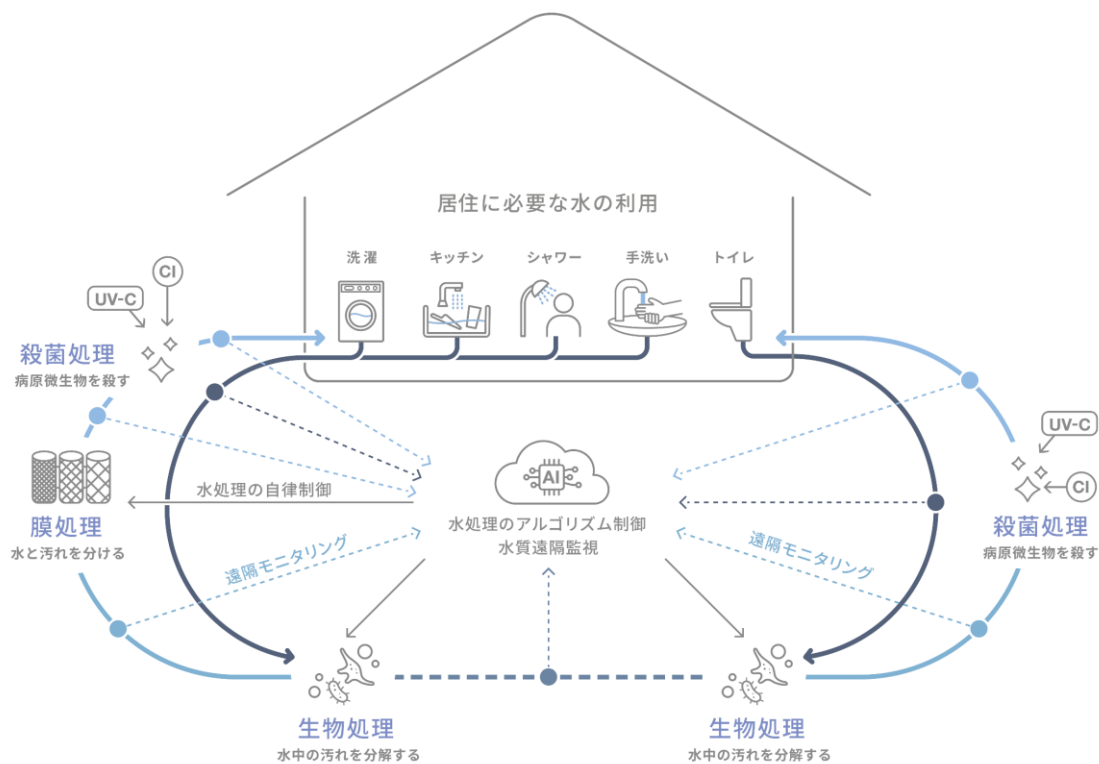 居住に必要な水の利用
洗濯
キッチン
シャワー
手洗い
トイレ
Cl
UV-C
殺菌処理
病原微生物を殺す
膜処理
水と汚れを分ける
水処理の自律制御
遠隔モニタリング
AI
水処理のアルゴリズム制御
水質遠隔監視
遠隔モニタリング
UV-C
Cl
殺菌処理
病原微生物を殺す
生物処理
水中の汚れを分解する
生物処理
水中の汚れを分解する